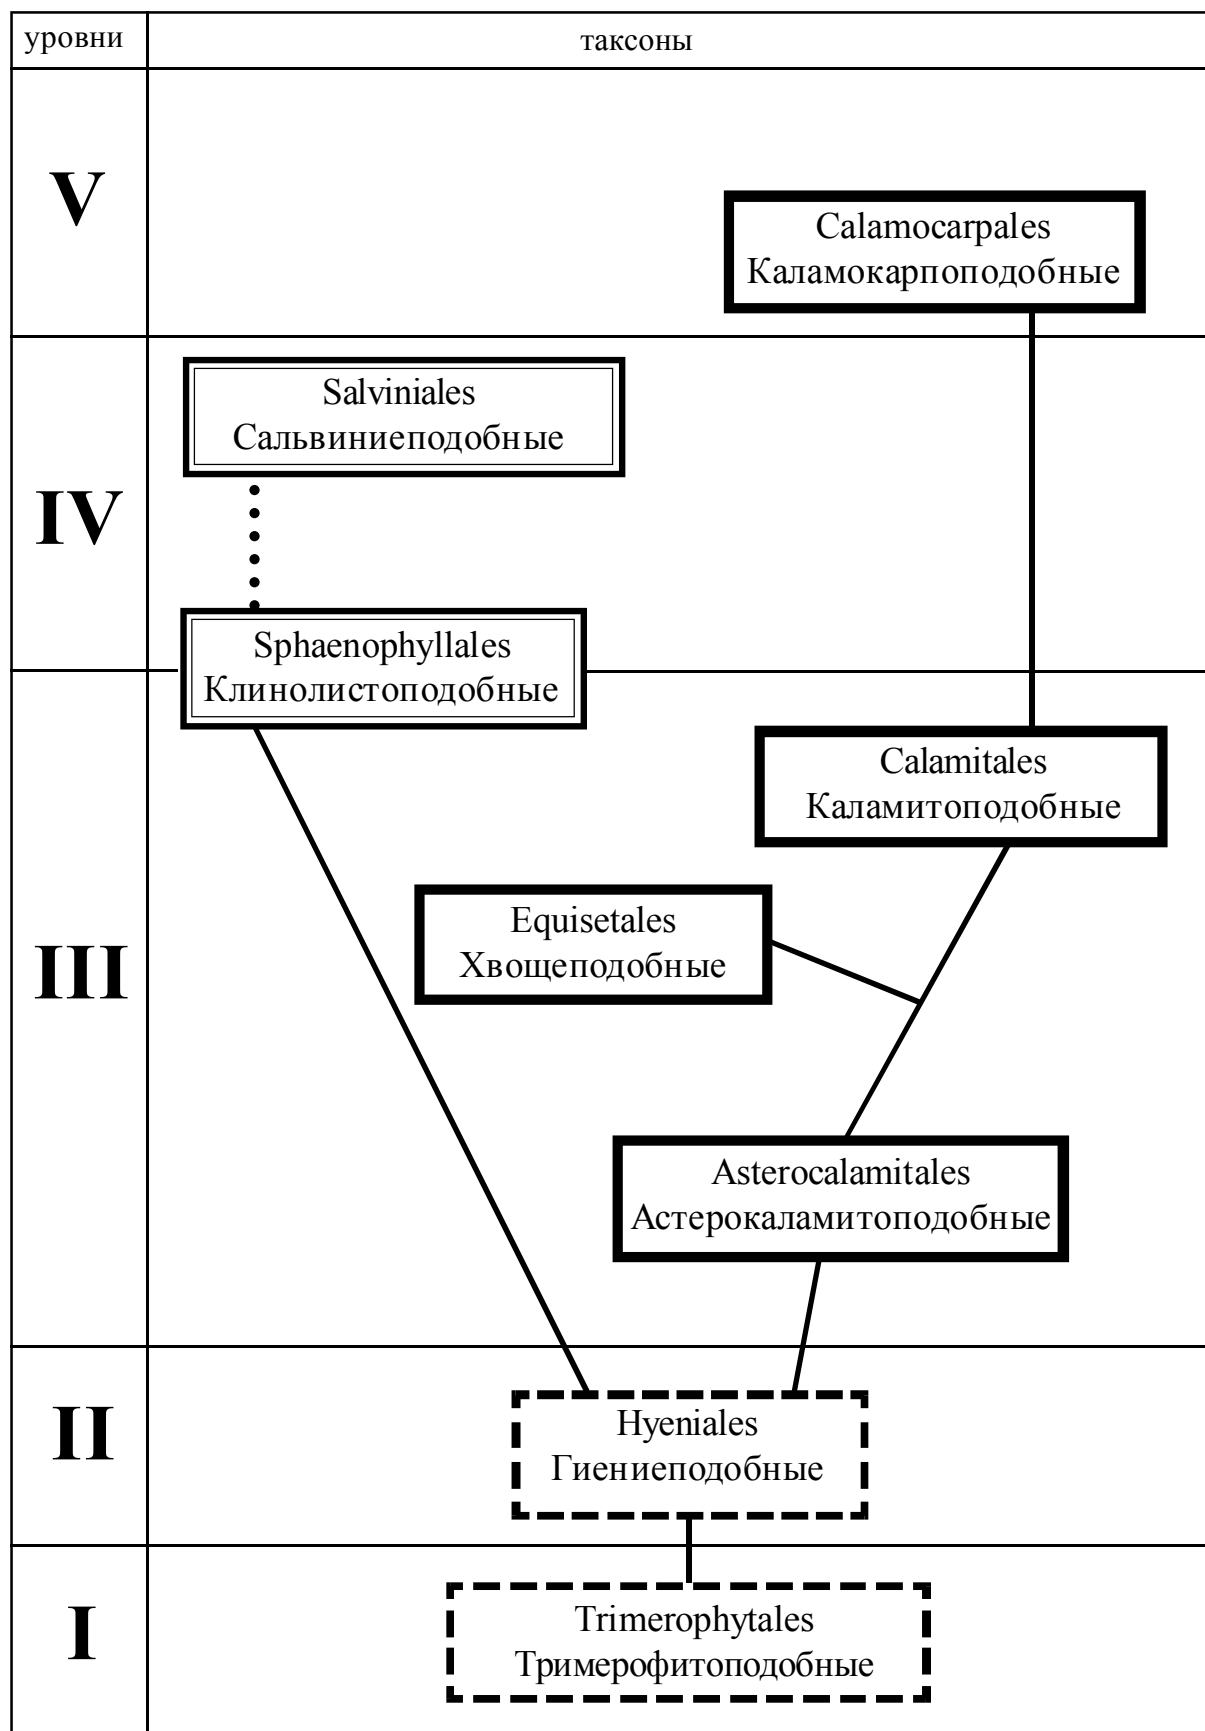 уровни
таксоны
V
Calamocarpales
Каламокарпоподобные
IV
Salviniales
Сальвиниеподобные
Sphaenophyllales
Клинолистоподобные
III
Calamitales
Каламитоподобные
Equisetales
Хвощеподобные
Asterocalamitales
Астерокаламитоподобные
II
Hyeniales
Гиениеподобные
I
Trimerophytales
Тримерофитоподобные